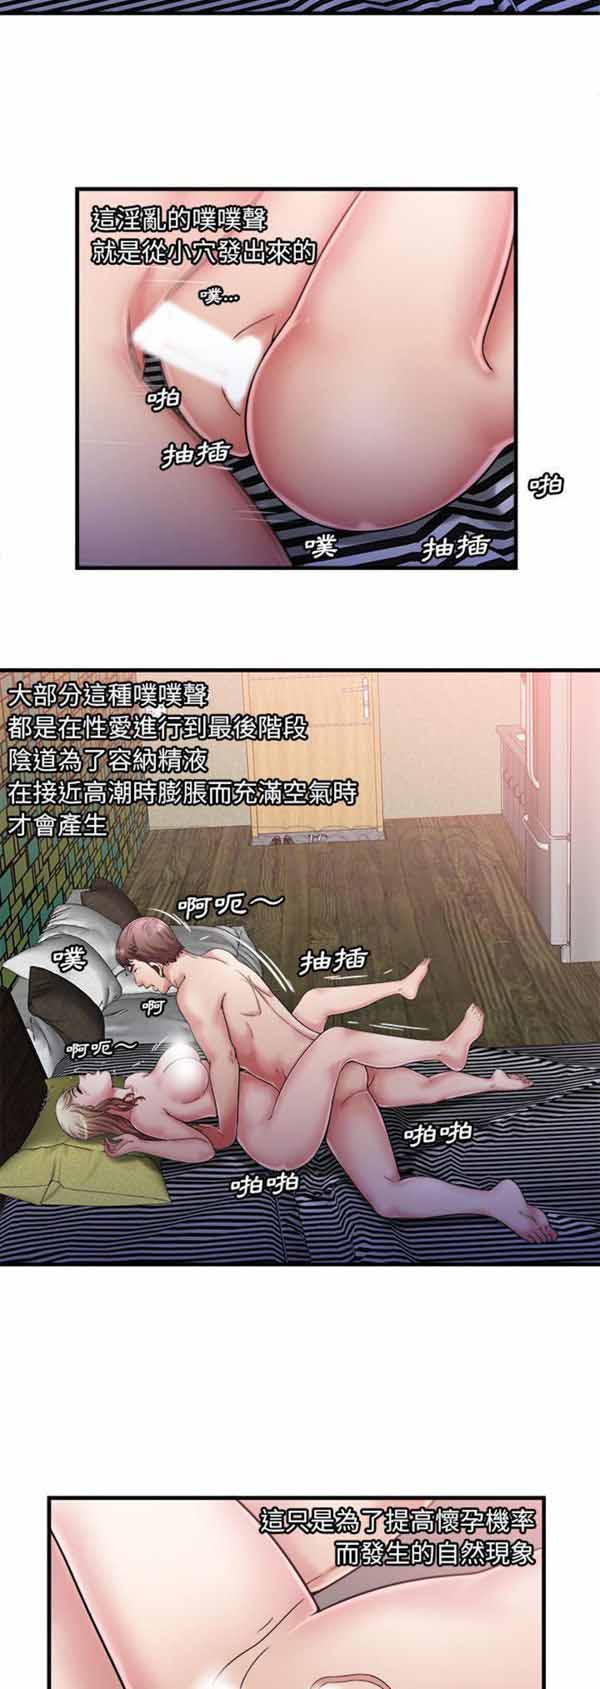 這淫亂的噗噗聲
就是從小穴發出來的
噗...
啪
抽插
啪
噗
抽插
大部分這種噗噗聲
都是在性愛進行到最後階段
陰道為了容納精液
在接近高潮時膨脹而充滿空氣時
才會產生
啊呃～
噗
抽插
啊
啊呃～
啪啪
啪啪
這只是為了提高懷孕機率
而發生的自然現象